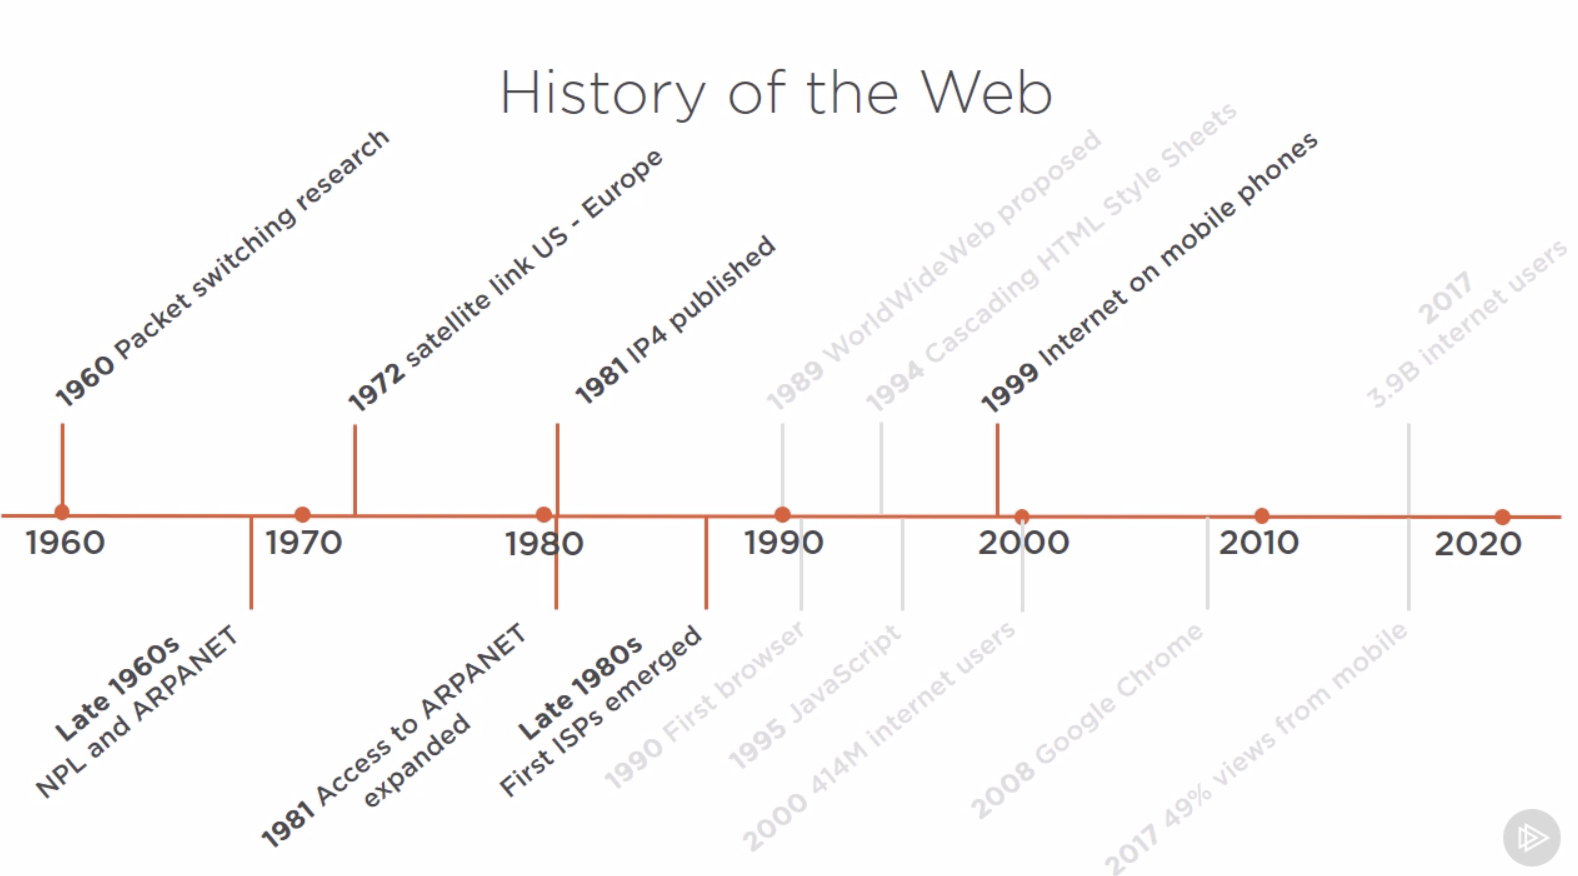 History of the Web
1960 Packet switching research
1972 satellite link US - Europe
1981 IP4 published
1989 WorldWideWeb proposed
1994 Cascading HTML Style Sheets
1999 Internet on mobile phones
2017
3.9B internet users
1960
1970
1980
1990
2000
2010
2020
Late 1960s
NPL and ARPANET
1981 Access to ARPANET
expanded
Late 1980s
First ISPs emerged
1990 First browser
1995 JavaScript
2000 414M internet users
2008 Google Chrome
2017 49% views from mobile